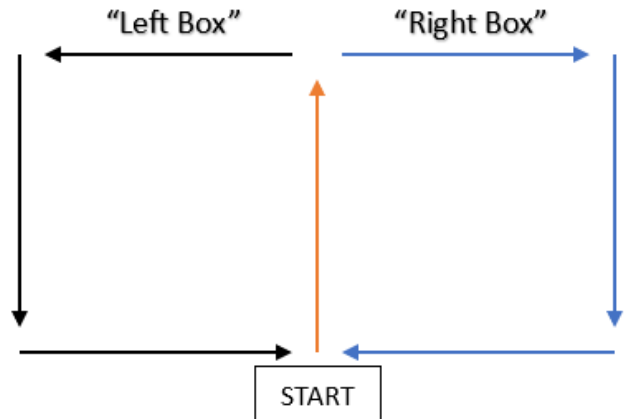 “Left Box”
“Right Box”
START